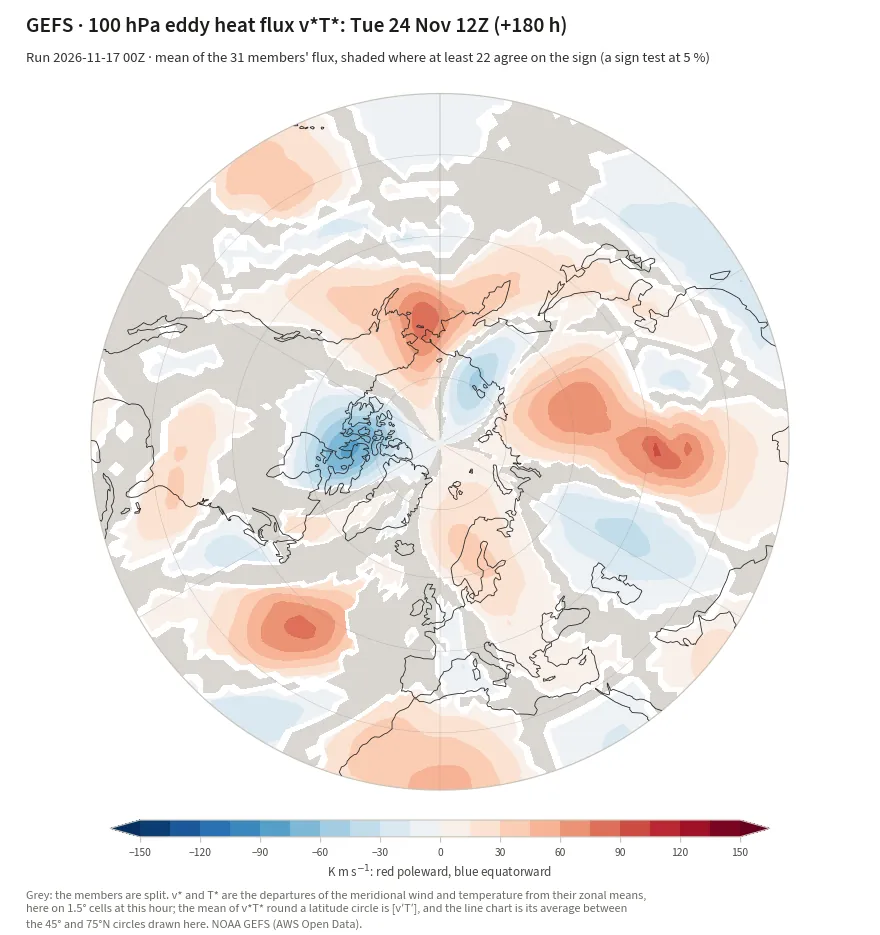 GEFS · 100 hPa eddy heat flux v*T*: Tue 24 Nov 12Z (+180 h)
Run 2026-11-17 00Z · mean of the 31 members' flux, shaded where at least 22 agree on the sign (a sign test at 5 %)
−150 −120 −90 −60 −30 0 30 60 90 120 150
K m s⁻¹: red poleward, blue equatorward
Grey: the members are split. v* and T* are the departures of the meridional wind and temperature from their zonal means,
here on 1.5° cells at this hour; the mean of v*T* round a latitude circle is [v′T′], and the line chart is its average between
the 45° and 75°N circles drawn here. NOAA GEFS (AWS Open Data).